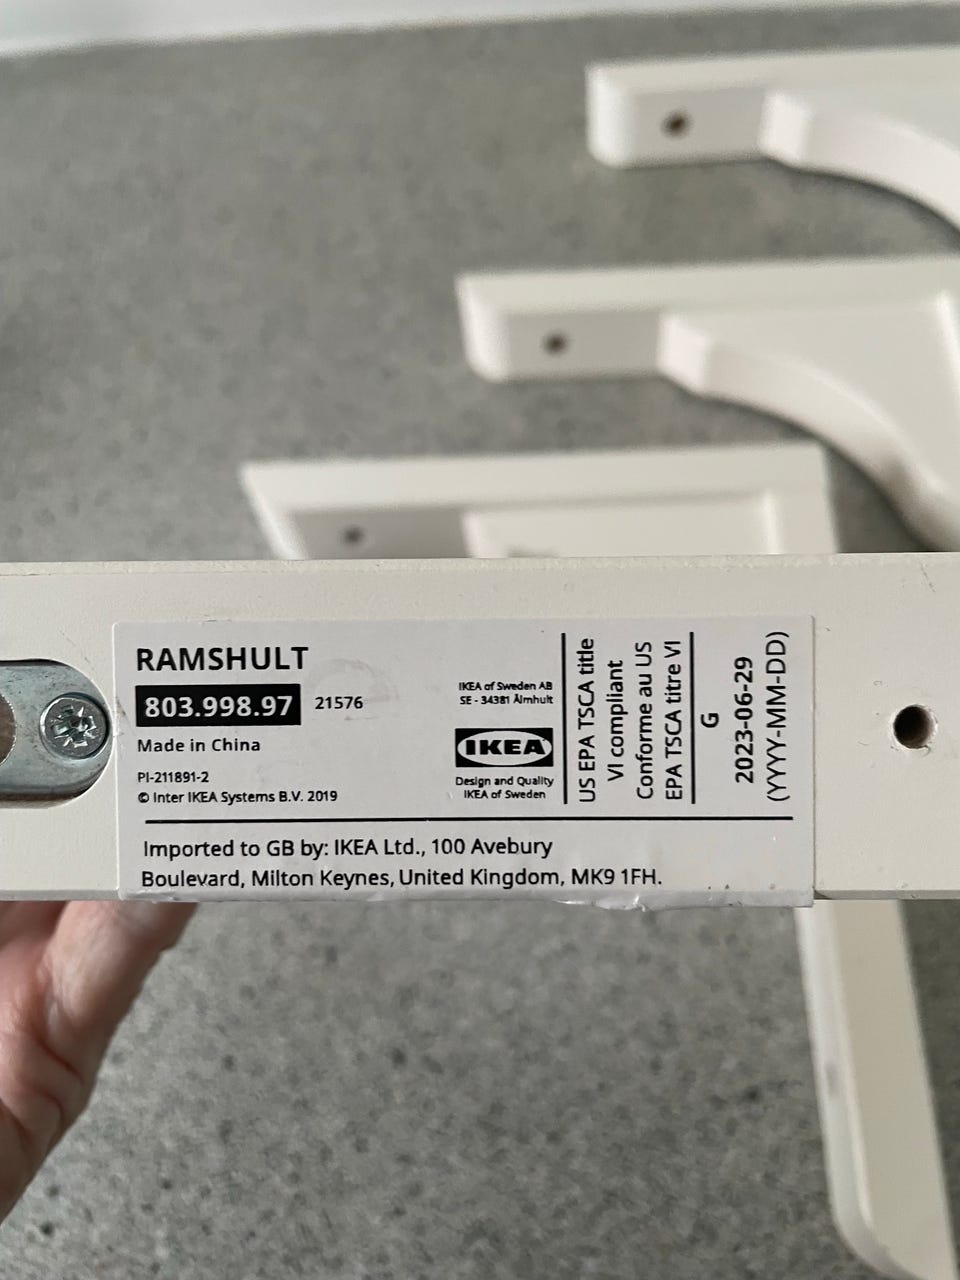 RAMSHULT
803.998.97 21576
Made in China
PI-211891-2
© Inter IKEA Systems B.V. 2019
IKEA of Sweden AB
SE - 34381 Älmhult
IKEA
Design and Quality
IKEA of Sweden
US EPA TSCA title
VI compliant
Conforme au US
EPA TSCA titre VI
G
2023-06-29
(YYYY-MM-DD)
Imported to GB by: IKEA Ltd., 100 Avebury
Boulevard, Milton Keynes, United Kingdom, MK9 1FH.